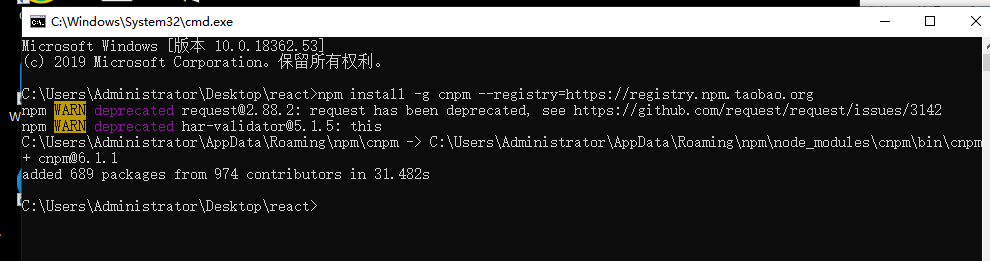 C:\Windows\System32\cmd.exe
Microsoft Windows [版本 10.0.18362.53]
(c) 2019 Microsoft Corporation。保留所有权利。
C:\Users\Administrator\Desktop\react>npm install -g cnpm --registry=https://registry.npm.taobao.org
npm WARN deprecated request@2.88.2: request has been deprecated, see https://github.com/request/request/issues/3142
npm WARN deprecated har-validator@5.1.5: this
C:\Users\Administrator\AppData\Roaming\npm\cnpm -> C:\Users\Administrator\AppData\Roaming\npm\node_modules\cnpm\bin\cnpm
+ cnpm@6.1.1
added 689 packages from 974 contributors in 31.482s
C:\Users\Administrator\Desktop\react>